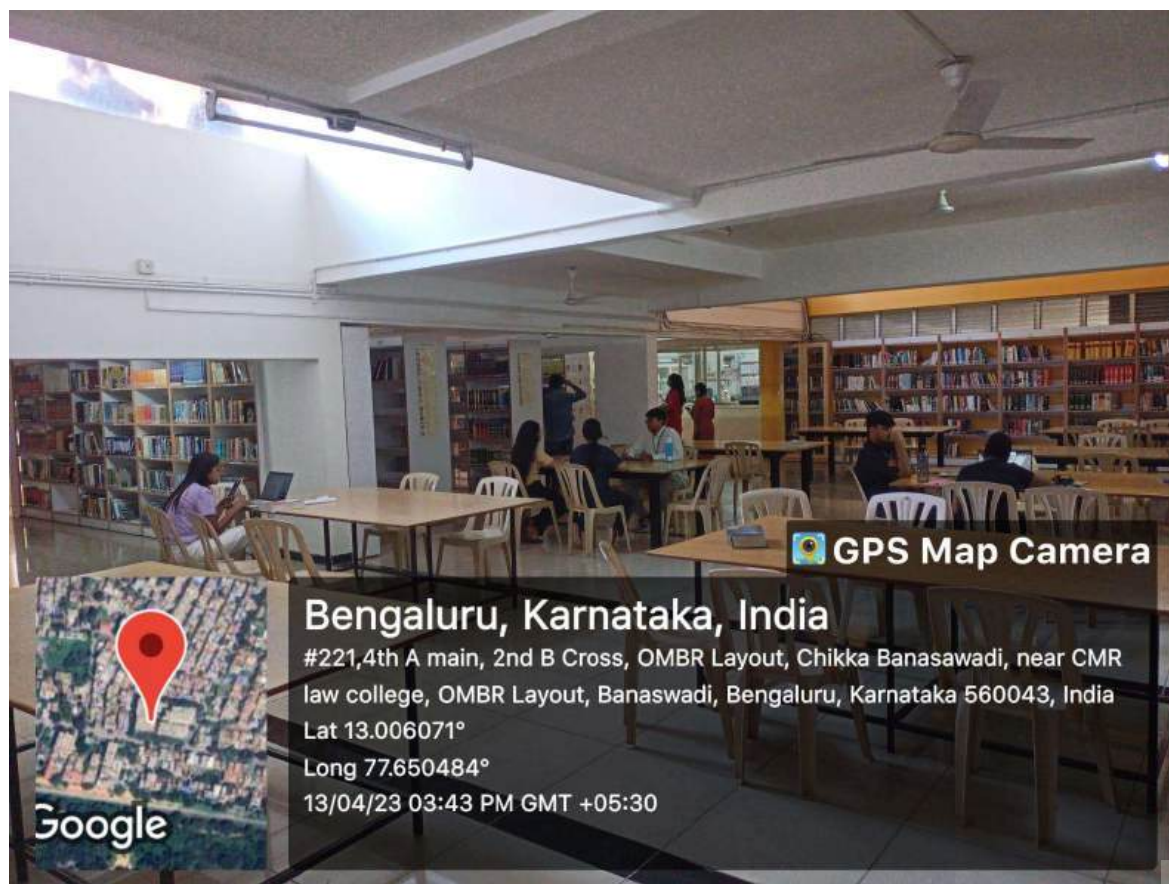 GPS Map Camera
Bengaluru, Karnataka, India
#221,4th A main, 2nd B Cross, OMBR Layout, Chikka Banasawadi, near CMR
law college, OMBR Layout, Banaswadi, Bengaluru, Karnataka 560043, India
Lat 13.006071°
Long 77.650484°
13/04/23 03:43 PM GMT +05:30
Google